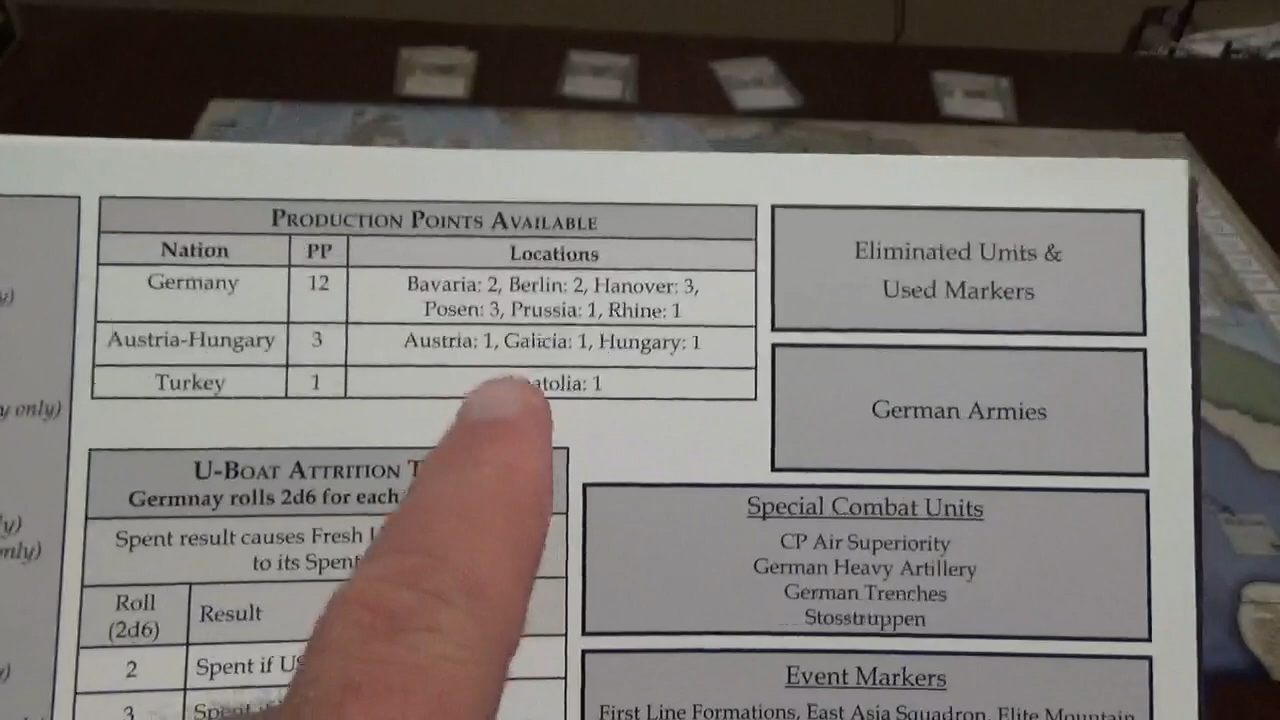 PRODUCTION POINTS AVAILABLE
Nation PP Locations
Germany 12 Bavaria: 2, Berlin: 2, Hanover: 3,
Posen: 3, Prussia: 1, Rhine: 1
Austria-Hungary 3 Austria: 1, Galicia: 1, Hungary: 1
Turkey 1 atolia: 1
Eliminated Units &
Used Markers
German Armies
U-BOAT ATTRITION
Germnay rolls 2d6 for each
Spent result causes Fresh
to its Spent
Roll
(2d6)
Result
2 Spent if US
3 Spent
Special Combat Units
CP Air Superiority
German Heavy Artillery
German Trenches
Stosstruppen
Event Markers
First Line Formations, East Asia Squadron, Elite Mountain
y only)
y)
only)